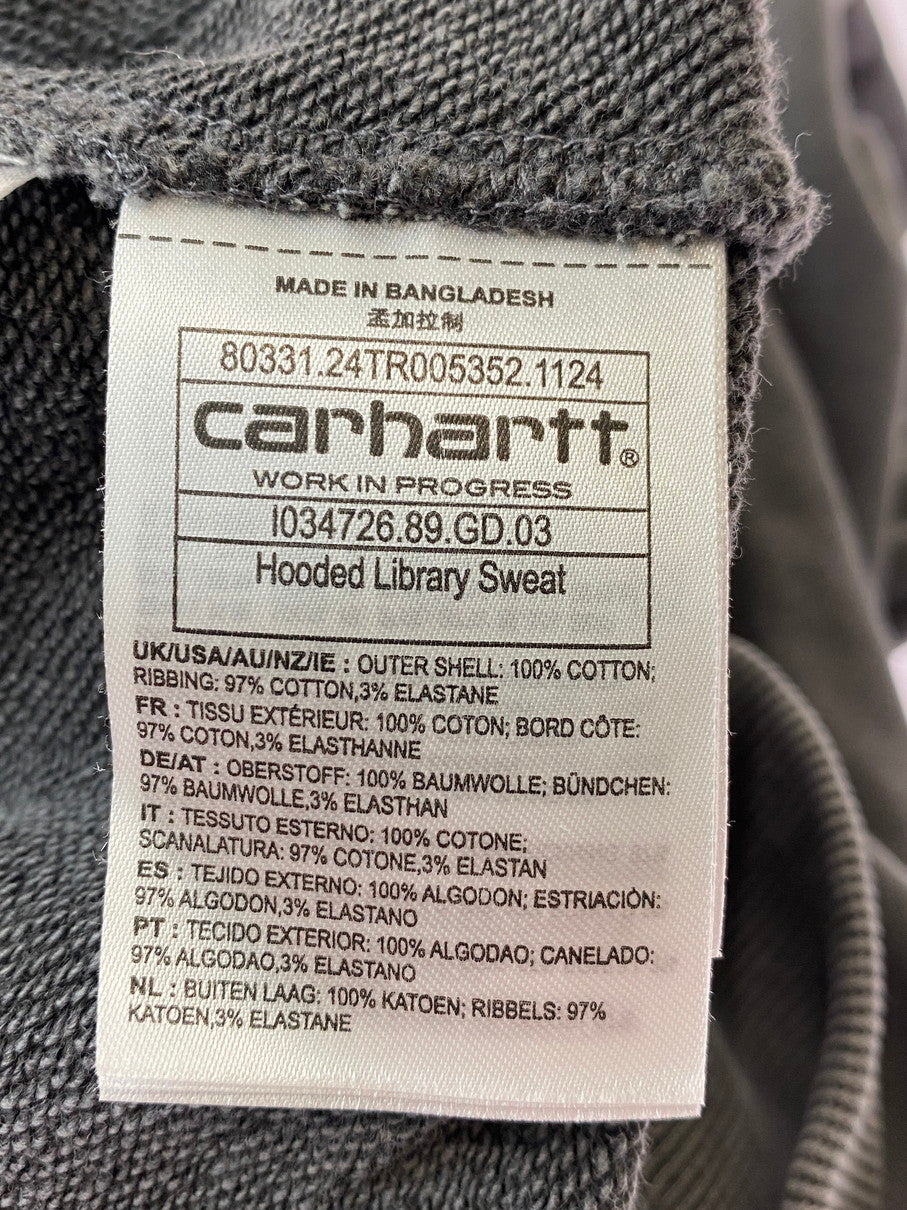 MADE IN BANGLADESH
孟加拉制
80331.24TR005352.1124
carhartt®
WORK IN PROGRESS
I034726.89.GD.03
Hooded Library Sweat
UK/USA/AU/NZ/IE : OUTER SHELL: 100% COTTON;
RIBBING: 97% COTTON,3% ELASTANE
FR : TISSU EXTÉRIEUR: 100% COTON; BORD CÔTE:
97% COTON,3% ELASTHANNE
DE/AT : OBERSTOFF: 100% BAUMWOLLE; BÜNDCHEN:
97% BAUMWOLLE,3% ELASTHAN
IT : TESSUTO ESTERNO: 100% COTONE;
SCANALATURA: 97% COTONE,3% ELASTAN
ES : TEJIDO EXTERNO: 100% ALGODON; ESTRIACIÒN:
97% ALGODON,3% ELASTANO
PT : TECIDO EXTERIOR: 100% ALGODAO; CANELADO:
97% ALGODAO,3% ELASTANO
NL : BUITEN LAAG: 100% KATOEN; RIBBELS: 97%
KATOEN,3% ELASTANE